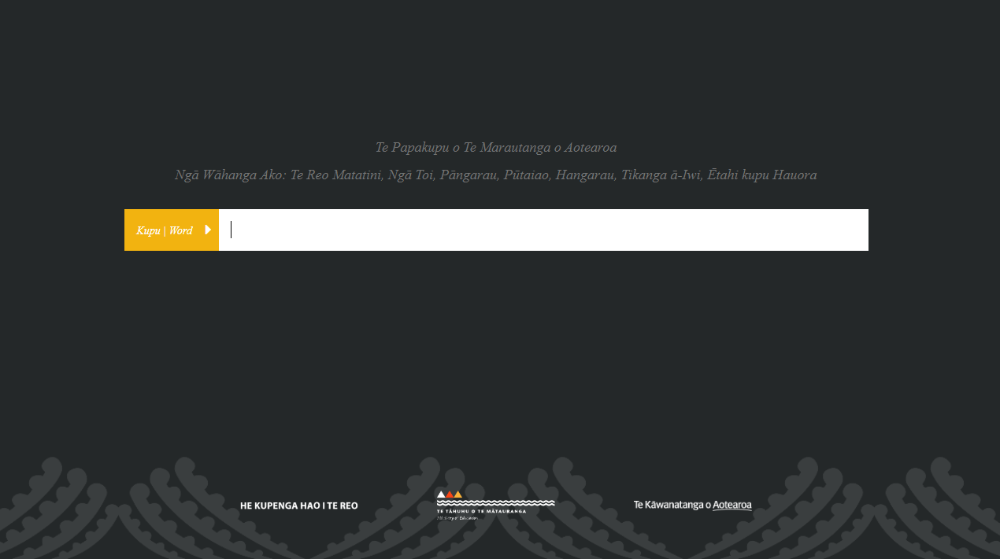 Te Papakupu o Te Marautanga o Aotearoa
Ngā Wāhanga Ako: Te Reo Matatini, Ngā Toi, Pāngarau, Pūtaiao, Hangarau, Tikanga ā-Iwi, Ētahi kupu Hauora
Kupu | Word
HE KUPENGA HAO I TE REO
TE TĀHUHU O TE MĀTAURANGA
Ministry of Education
Te Kāwanatanga o Aotearoa